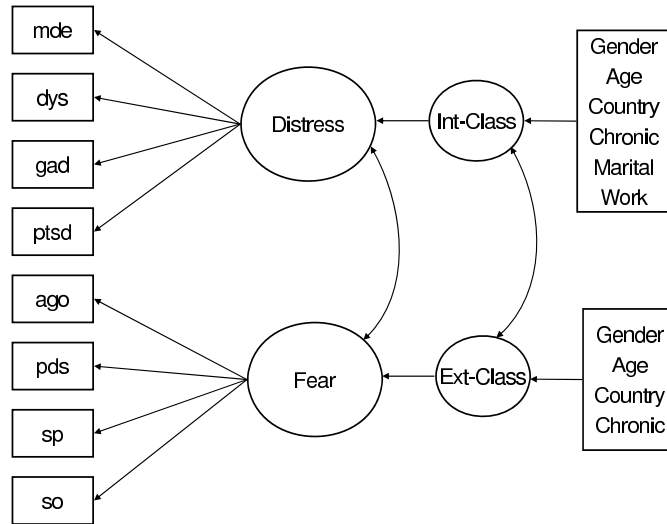 mde
dys
gad
ptsd
ago
pds
sp
so
Distress
Fear
Int-Class
Ext-Class
Gender
Age
Country
Chronic
Marital
Work
Gender
Age
Country
Chronic